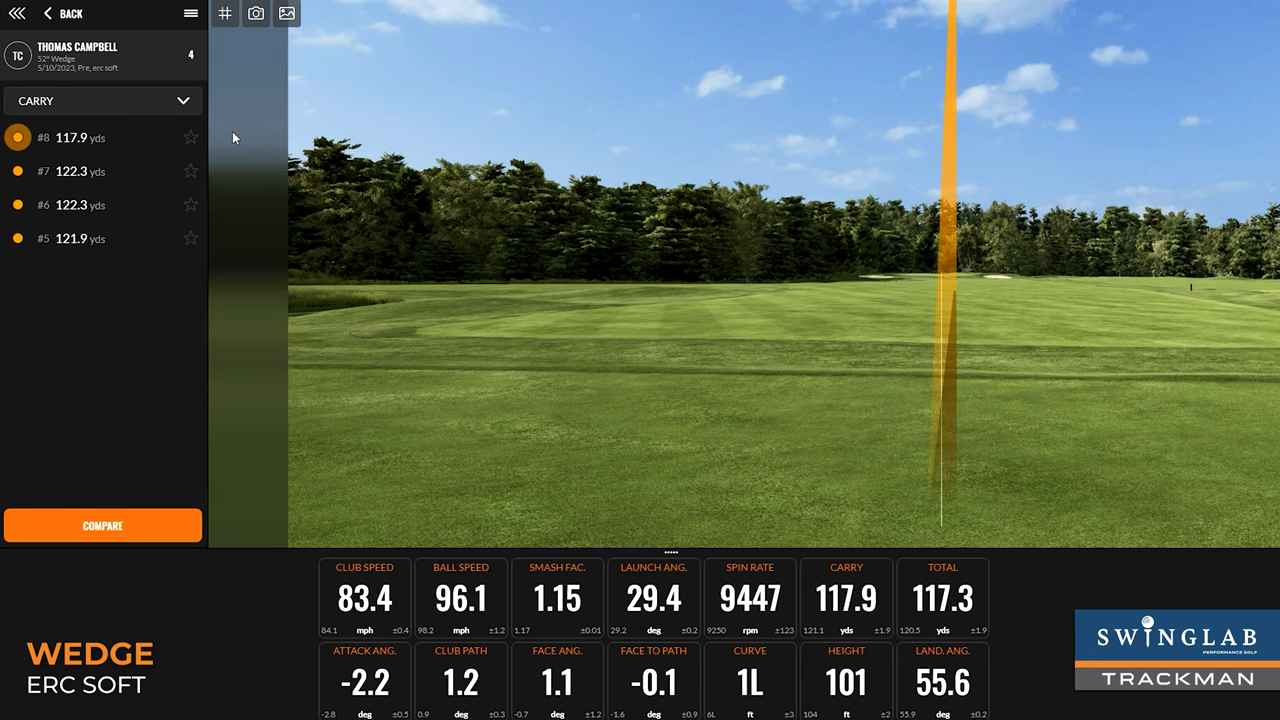 BACK
THOMAS CAMPBELL
TC
4
52° Wedge
5/10/2023, Pre, erc soft
CARRY
#8 117.9 yds
#7 122.3 yds
#6 122.3 yds
#5 121.9 yds
COMPARE
CLUB SPEED BALL SPEED SMASH FAC. LAUNCH ANG. SPIN RATE CARRY TOTAL
83.4 96.1 1.15 29.4 9447 117.9 117.3
84.1 mph ±0.4 98.2 mph ±1.2 1.17 ±0.01 29.2 deg ±0.2 9250 rpm ±123 121.1 yds ±1.9 120.5 yds ±1.9
ATTACK ANG. CLUB PATH FACE ANG. FACE TO PATH CURVE HEIGHT LAND. ANG.
-2.2 1.2 1.1 -0.1 1L 101 55.6
-2.8 deg ±0.5 0.9 deg ±0.3 -0.7 deg ±1.2 -1.6 deg ±0.9 6L ft ±3 104 ft ±2 55.9 deg ±0.2
WEDGE
ERC SOFT
SWINGLAB
PERFORMANCE GOLF
TRACKMAN